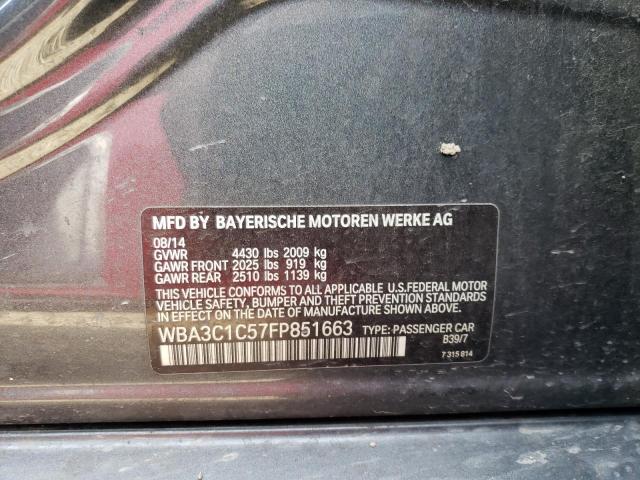 MFD BY BAYERISCHE MOTOREN WERKE AG
08/14
GVWR 4430 lbs 2009 kg
GAWR FRONT 2025 lbs 919 kg
GAWR REAR 2510 lbs 1139 kg
THIS VEHICLE CONFORMS TO ALL APPLICABLE U.S.FEDERAL MOTOR
VEHICLE SAFETY, BUMPER AND THEFT PREVENTION STANDARDS
IN EFFECT ON THE DATE OF MANUFACTURE SHOWN ABOVE.
WBA3C1C57FP851663 TYPE: PASSENGER CAR
B39/7
7 315 814